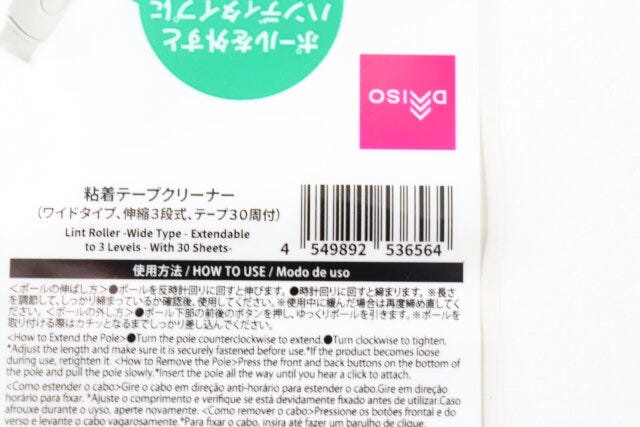 ポールを外すと
ハンディタイプに
DAISO
粘着テープクリーナー
(ワイドタイプ、伸縮3段式、テープ30周付)
Lint Roller -Wide Type - Extendable
to 3 Levels - With 30 Sheets-
4 549892 536564
使用方法 / HOW TO USE / Modo de uso
<ポールの伸ばし方>●ポールを反時計回りに回すと伸びます。●時計回りに回すと締まります。※長さ
を調節して、しっかり締まっているか確認後、使用してください。※使用中に緩んだ場合は再度締め直してく
ださい。<ポールの外し方>●ポール下部の前後のボタンを押し、ゆっくりポールを引きます。※ポールを
取り付ける際はカチッとなるまでしっかり差し込んでください。
<How to Extend the Pole>●Turn the pole counterclockwise to extend.●Turn clockwise to tighten.
*Adjust the length and make sure it is securely fastened before use.*If the product becomes loose
during use, retighten it. <How to Remove the Pole>Press the front and back buttons on the bottom of
the pole and pull the pole slowly.*Insert the pole all the way until you hear a click to attach.
<Como estender o cabo>Gire o cabo em direção anti-horário para estender o cabo.Gire em direção
horário para fixar. *Ajuste o comprimento e verifique se está devidamente fixado antes de utilizar.Caso
afrouxe durante o uyso, aperte novamente. <Como remover o cabo>Pressione os botões frontal e do
verso e levante o cabo vagarosamente.*Para fixar o cabo, insira até fazer um barulho de clique.